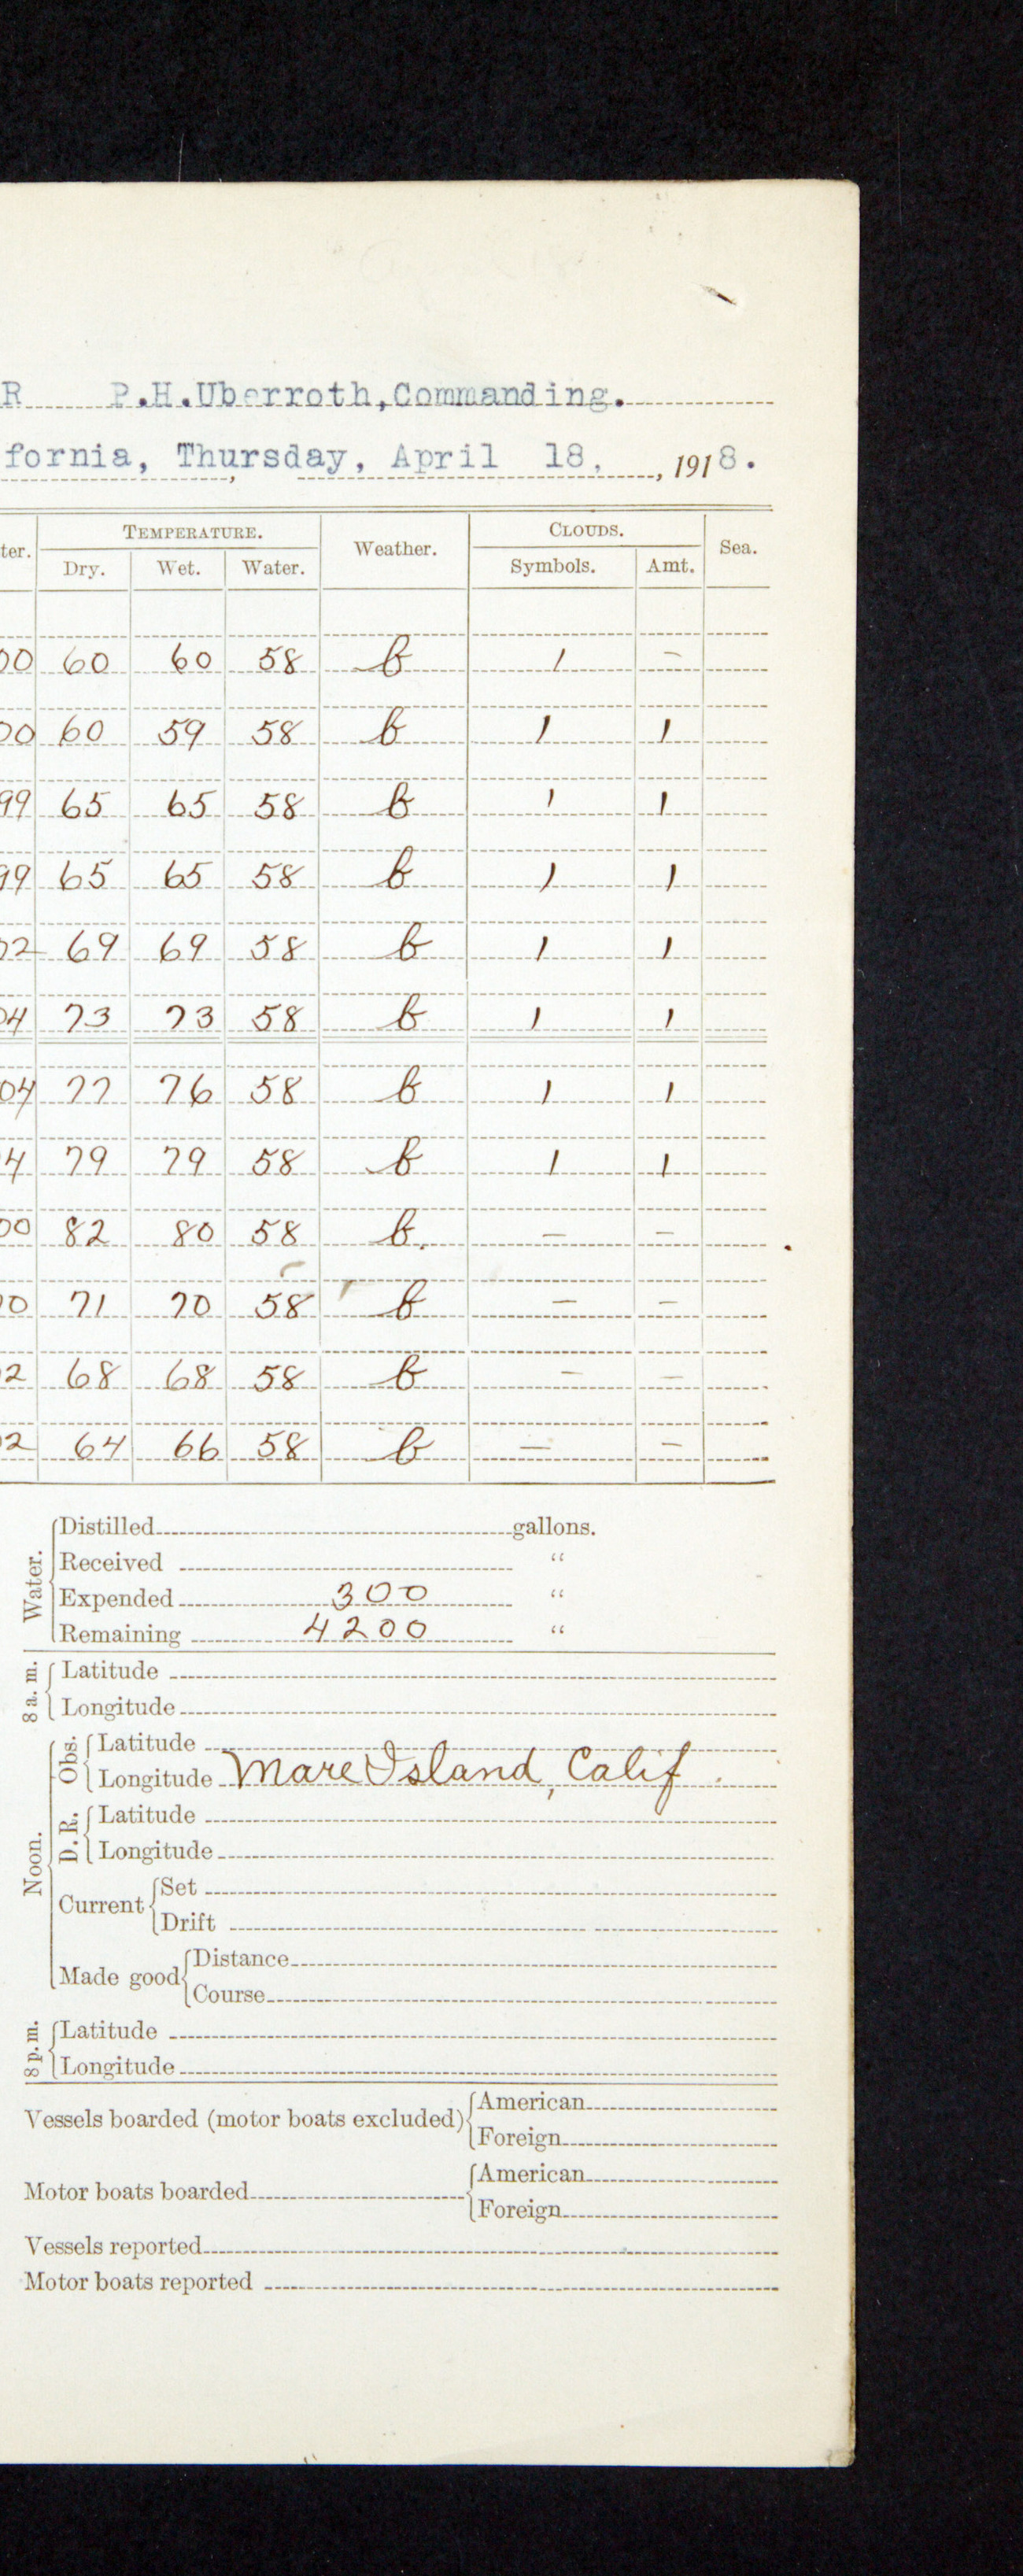 R P.H.Uberroth,Commanding.
fornia, Thursday, April 18, , 1918.
ter. TEMPERATURE. Weather. CLOUDS. Sea.
Dry. Wet. Water. Symbols. Amt.
00 60 60 58 b 1 –
00 60 59 58 b 1 1
99 65 65 58 b 1 1
99 65 65 58 b 1 1
02 69 69 58 b 1 1
04 73 73 58 b 1 1
04 77 76 58 b 1 1
4 79 79 58 b 1 1
00 82 80 58 b. – –
0 71 70 58 b – –
2 68 68 58 b – –
2 64 66 58 b – –
Water.
Distilled gallons.
Received “
Expended 300 “
Remaining 4200 “
8 a. m.
Latitude
Longitude
Noon.
Obs.
Latitude
Longitude Mare Island, Calif.
D. R.
Latitude
Longitude
Current
Set
Drift
Made good
Distance
Course
8 p. m.
Latitude
Longitude
Vessels boarded (motor boats excluded)
American
Foreign
Motor boats boarded
American
Foreign
Vessels reported
Motor boats reported